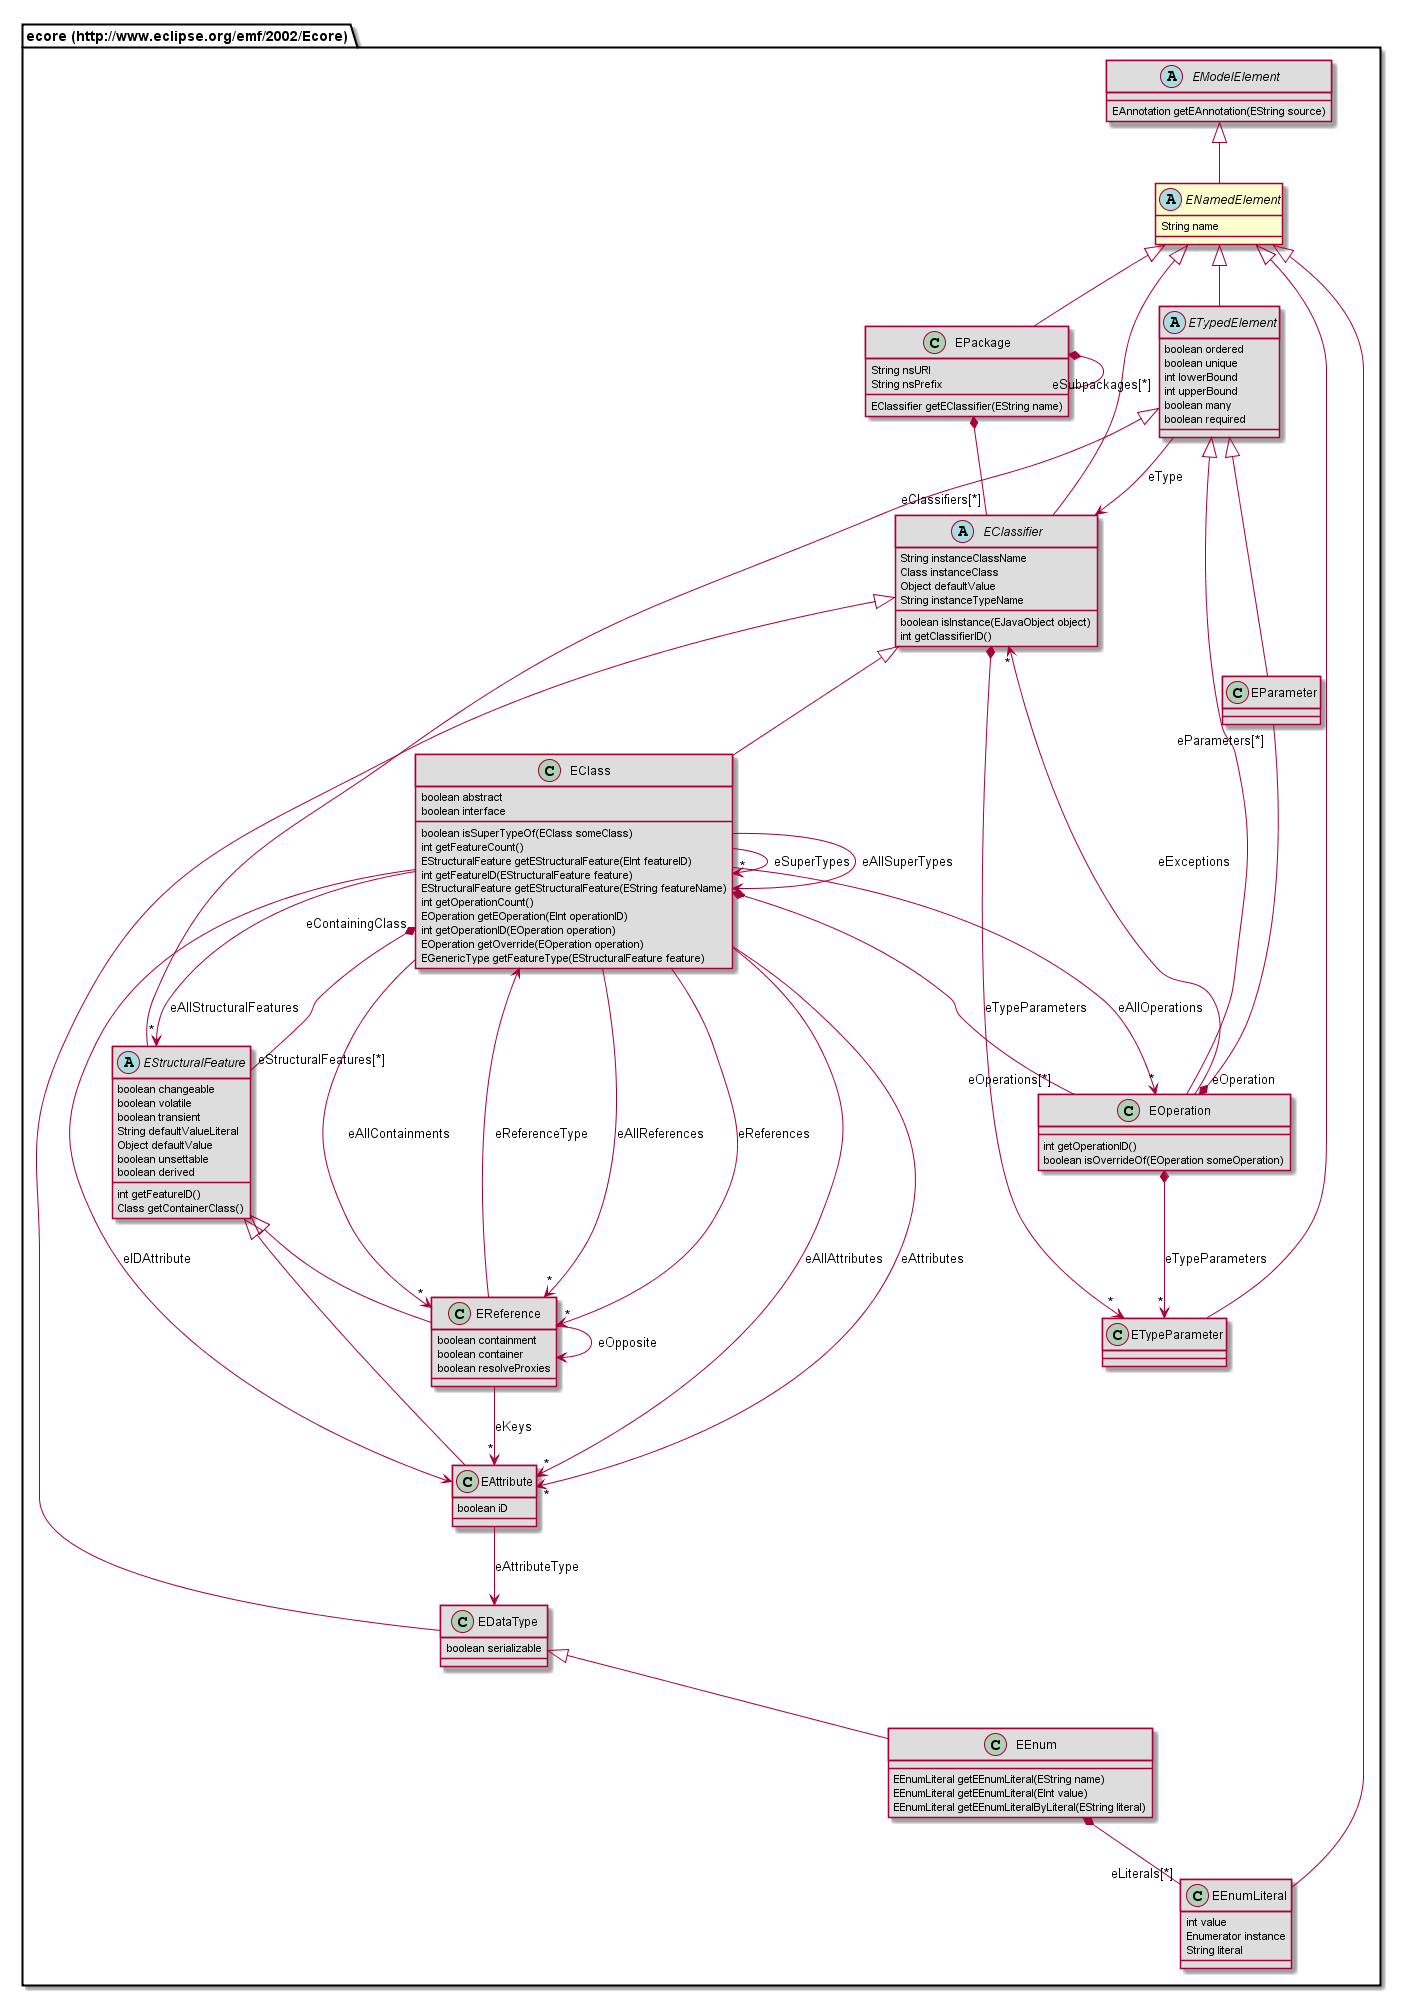 ecore (http://www.eclipse.org/emf/2002/Ecore)
A EModelElement
EAnnotation getEAnnotation(EString source)
A ENamedElement
String name
C EPackage
String nsURI
String nsPrefix
EClassifier getEClassifier(EString name)
eSubpackages[*]
A ETypedElement
boolean ordered
boolean unique
int lowerBound
int upperBound
boolean many
boolean required
eType
eClassifiers[*]
A EClassifier
String instanceClassName
Class instanceClass
Object defaultValue
String instanceTypeName
boolean isInstance(EJavaObject object)
int getClassifierID()
*
C EParameter
eParameters[*]
C EClass
boolean abstract
boolean interface
boolean isSuperTypeOf(EClass someClass)
int getFeatureCount()
EStructuralFeature getEStructuralFeature(EInt featureID)
int getFeatureID(EStructuralFeature feature)
EStructuralFeature getEStructuralFeature(EString featureName)
int getOperationCount()
EOperation getEOperation(EInt operationID)
int getOperationID(EOperation operation)
EOperation getOverride(EOperation operation)
EGenericType getFeatureType(EStructuralFeature feature)
*
eSuperTypes
eAllSuperTypes
eExceptions
eContainingClass
eAllStructuralFeatures
*
eStructuralFeatures[*]
eTypeParameters
eAllOperations
eOperations[*]
*
eOperation
A EStructuralFeature
boolean changeable
boolean volatile
boolean transient
String defaultValueLiteral
Object defaultValue
boolean unsettable
boolean derived
int getFeatureID()
Class getContainerClass()
C EOperation
int getOperationID()
boolean isOverrideOf(EOperation someOperation)
eAllContainments
eReferenceType
eAllReferences
eReferences
eIDAttribute
eAllAttributes
eAttributes
eTypeParameters
*
*
*
*
*
C EReference
boolean containment
boolean container
boolean resolveProxies
eOpposite
C ETypeParameter
eKeys
*
*
*
C EAttribute
boolean iD
eAttributeType
C EDataType
boolean serializable
C EEnum
EEnumLiteral getEEnumLiteral(EString name)
EEnumLiteral getEEnumLiteral(EInt value)
EEnumLiteral getEEnumLiteralByLiteral(EString literal)
eLiterals[*]
C EEnumLiteral
int value
Enumerator instance
String literal